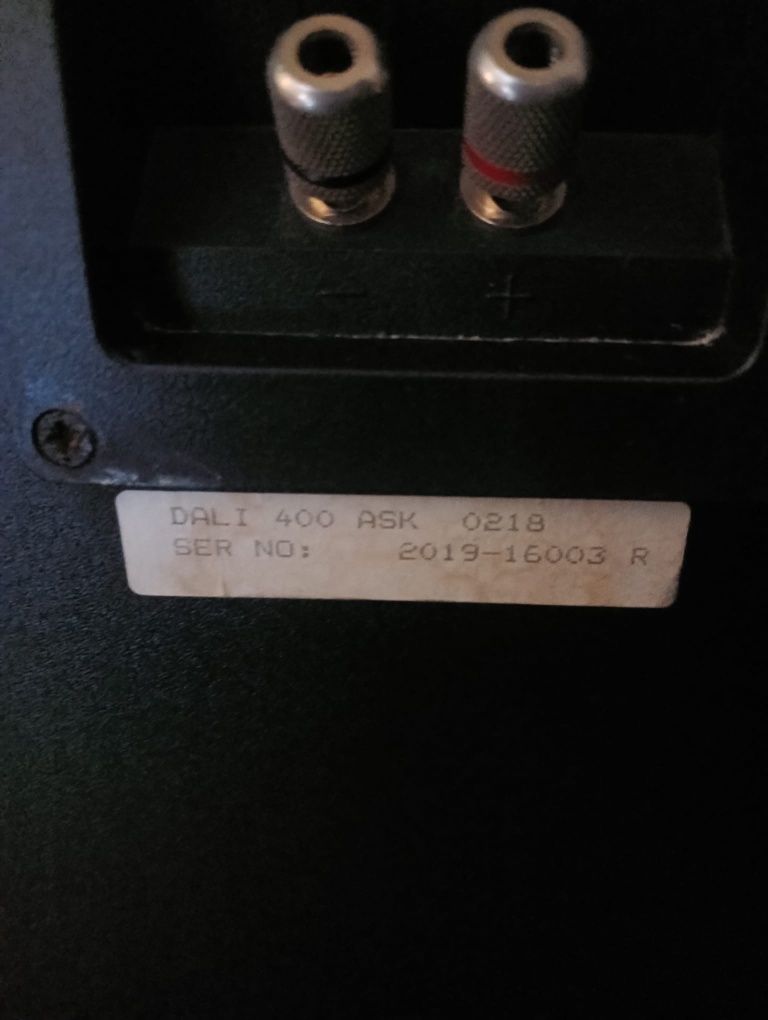 - +
DALI 400 ASK 0218
SER NO: 2019-16003 R